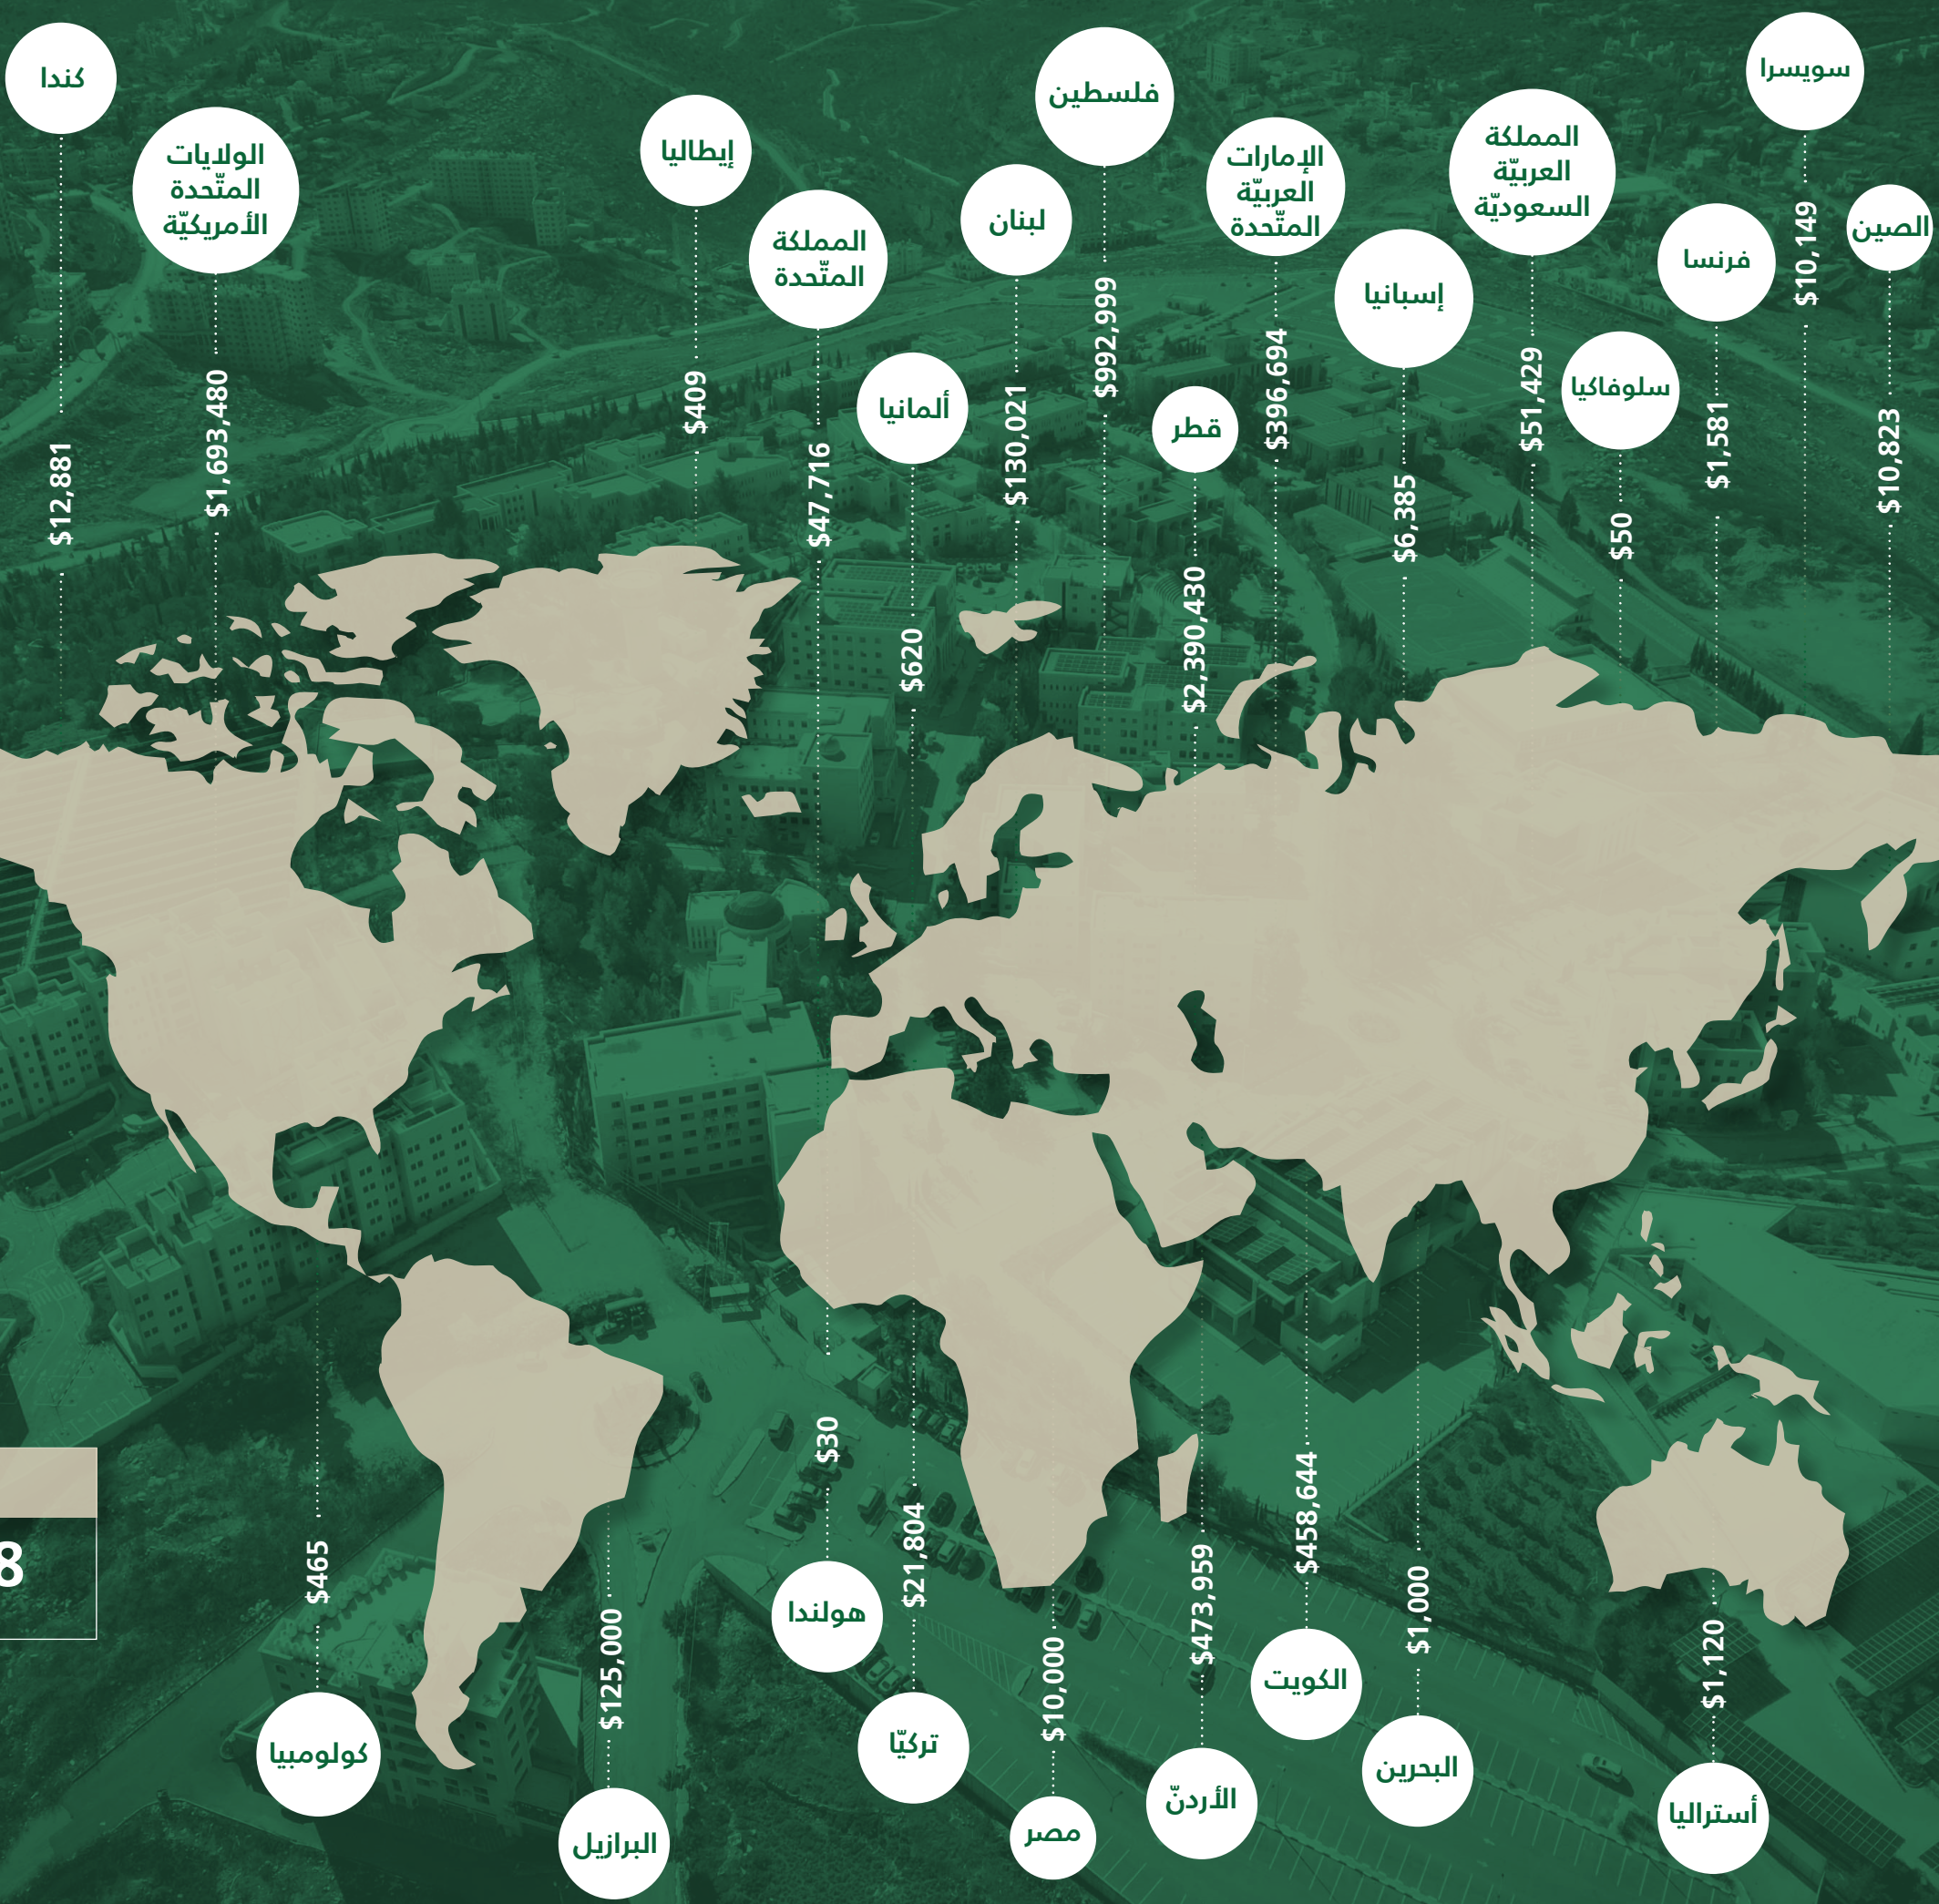 كندا
$12,881
الولايات
المتّحدة
الأمريكيّة
$1,693,480
إيطاليا
$409
المملكة
المتّحدة
$47,716
ألمانيا
$620
لبنان
$130,021
فلسطين
$992,999
قطر
$2,390,430
الإمارات
العربيّة
المتّحدة
$396,694
إسبانيا
$6,385
المملكة
العربيّة
السعوديّة
$51,429
سلوفاكيا
$50
فرنسا
$1,581
سويسرا
$10,149
الصين
$10,823
8
$465
كولومبيا
$125,000
البرازيل
$30
هولندا
$21,804
تركيّا
$10,000
مصر
$473,959
الأردنّ
$458,644
الكويت
$1,000
البحرين
$1,120
أستراليا